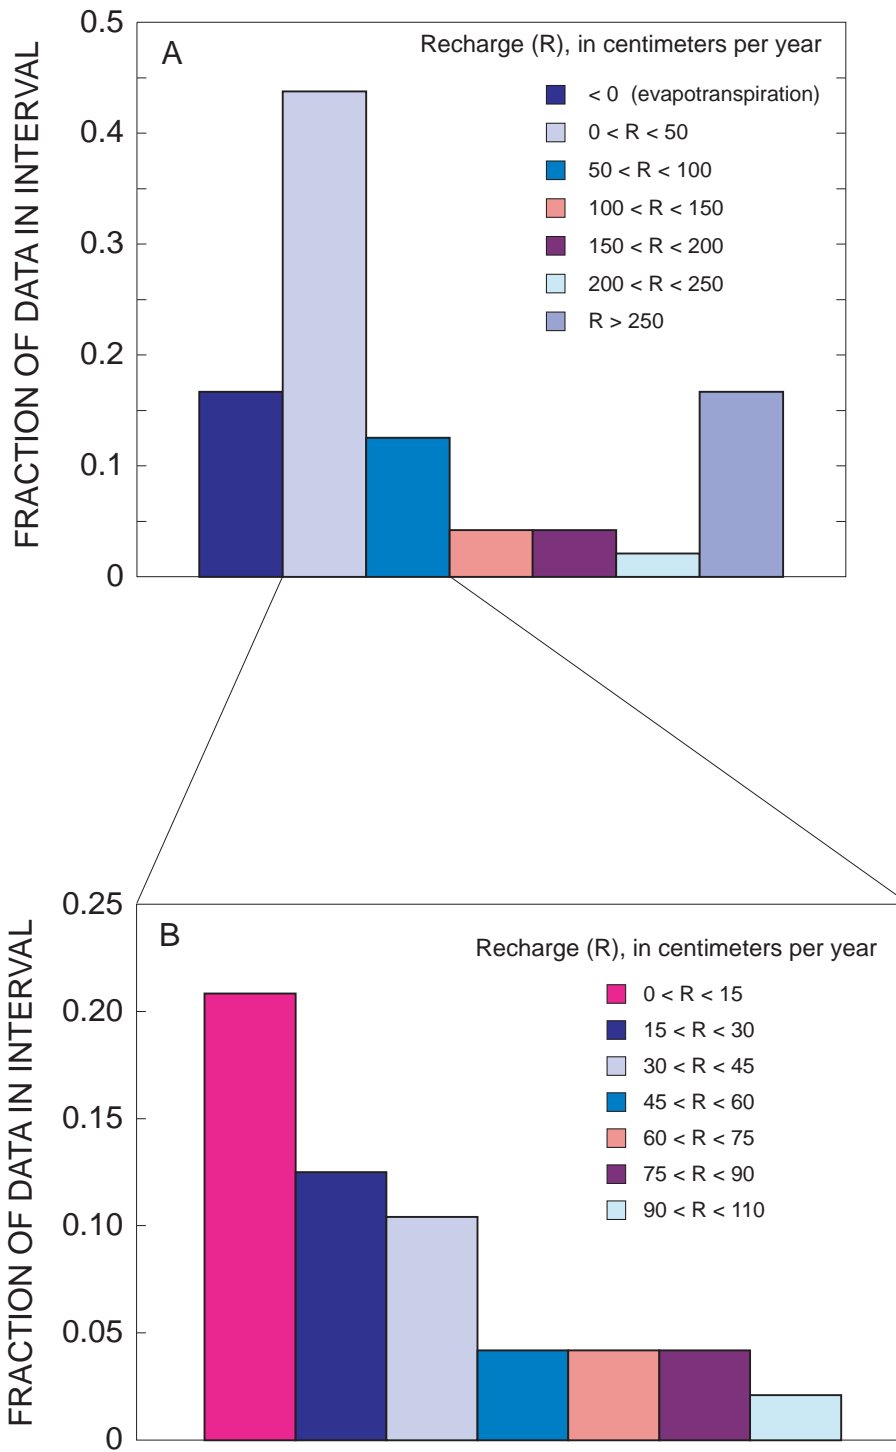 A
Recharge (R), in centimeters per year
< 0 (evapotranspiration)
0 < R < 50
50 < R < 100
100 < R < 150
150 < R < 200
200 < R < 250
R > 250
0.5
0.4
0.3
0.2
0.1
0
FRACTION OF DATA IN INTERVAL
B
Recharge (R), in centimeters per year
0 < R < 15
15 < R < 30
30 < R < 45
45 < R < 60
60 < R < 75
75 < R < 90
90 < R < 110
0.25
0.20
0.15
0.10
0.05
0
FRACTION OF DATA IN INTERVAL